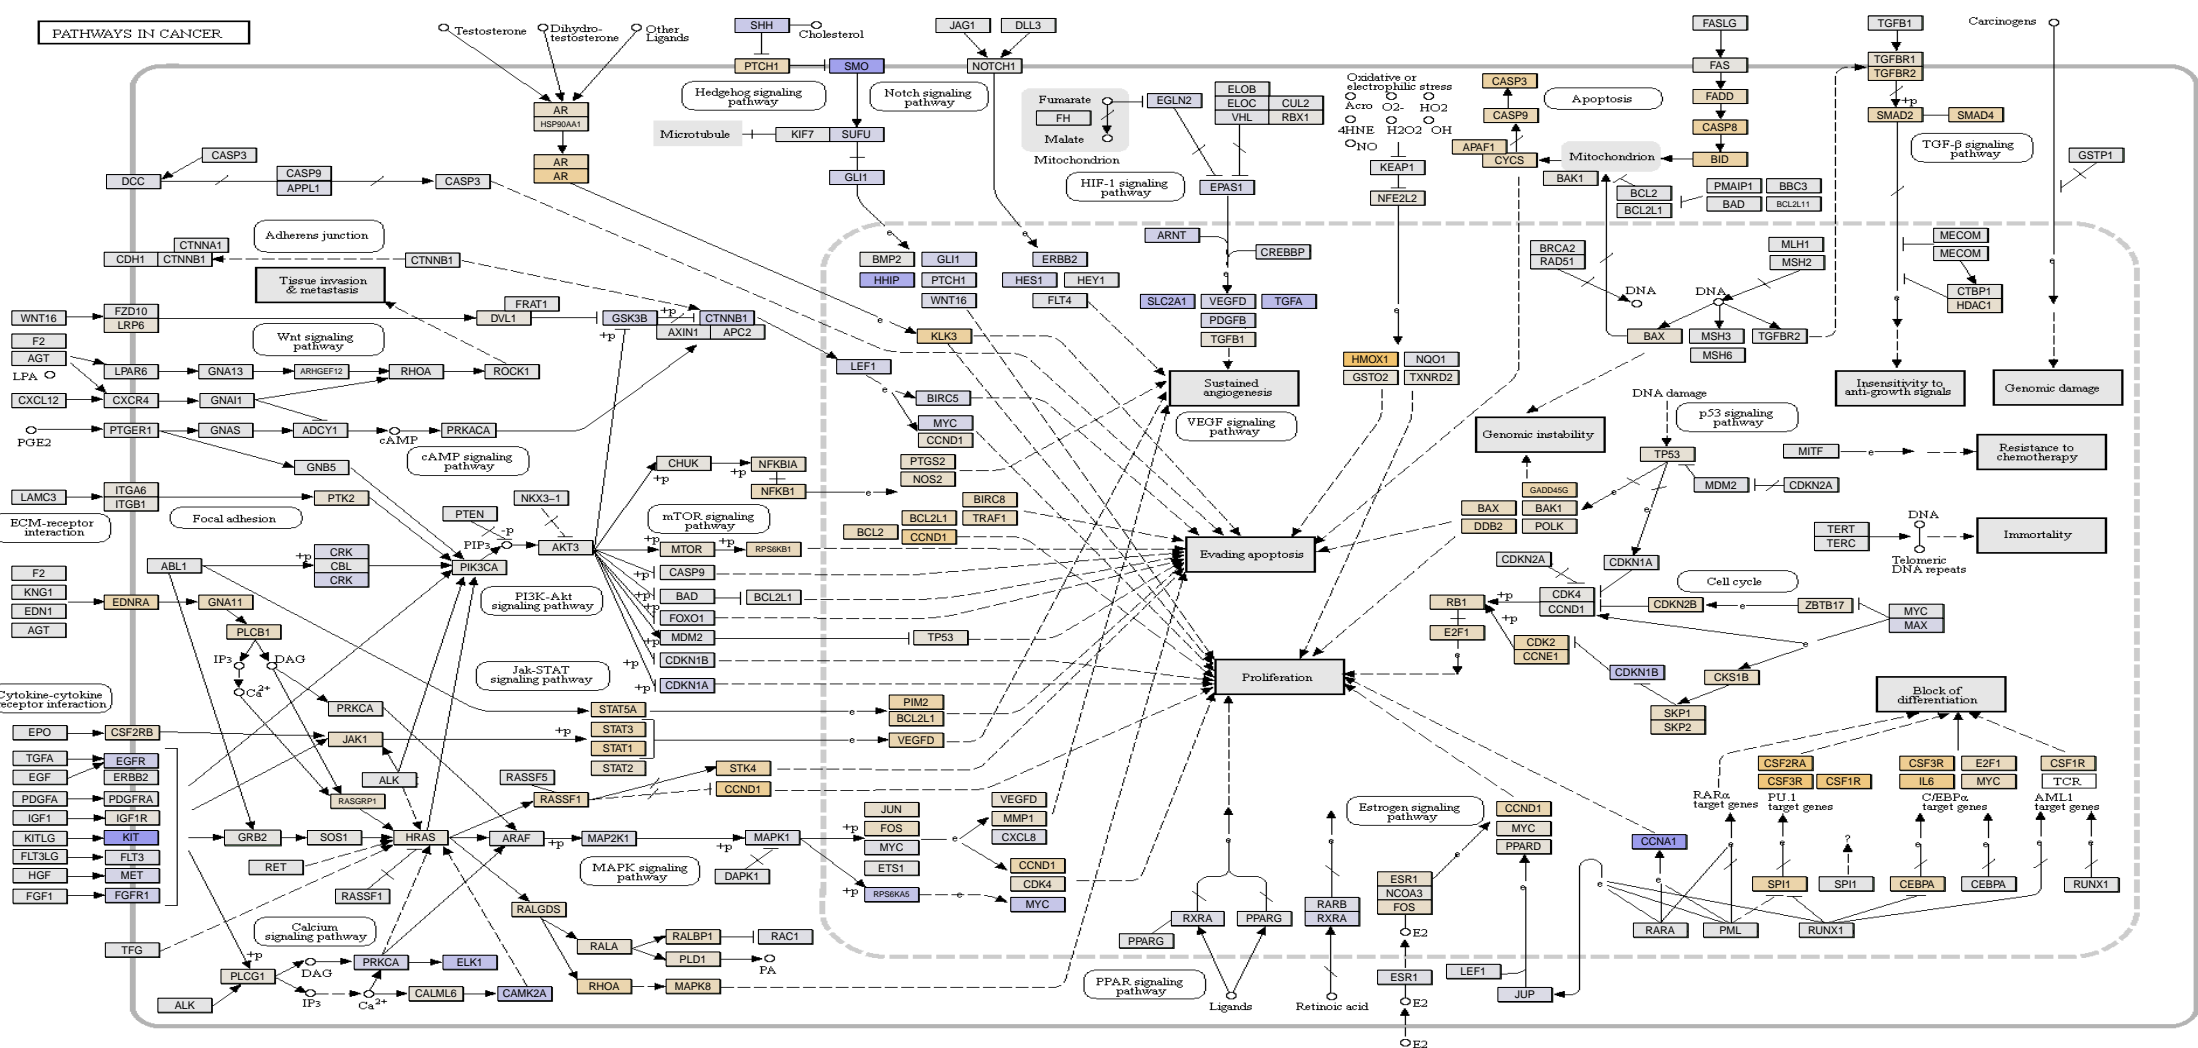 PATHWAYS IN CANCER
Testosterone
Dihydro-
testosterone
Other
Ligands
SHH
Cholesterol
JAG1
DLL3
FASLG
TGFB1
Carcinogens
PTCH1
SMO
NOTCH1
FAS
TGFBR1
TGFBR2
Hedgehog signaling
pathway
Notch signaling
pathway
Fumarate
FH
Malate
Mitochondrion
EGLN2
ELOB
ELOC
CUL2
VHL
RBX1
Oxidative or
electrophilic stress
Acro
O2-
HO2
4HNE
H2O2
OH
NO
CASP3
CASP9
Apoptosis
FADD
CASP8
BID
+p
SMAD2
SMAD4
TGF-β signaling
pathway
AR
HSP90AA1
Microtubule
KIF7
SUFU
APAF1
CYCS
Mitochondrion
GSTP1
CASP3
DCC
CASP9
APPL1
CASP3
AR
AR
GLI1
HIF-1 signaling
pathway
EPAS1
KEAP1
NFE2L2
BAK1
BCL2
BCL2L1
PMAIP1
BBC3
BAD
BCL2L11
Adherens junction
CTNNA1
CDH1
CTNNB1
CTNNB1
Tissue invasion
& metastasis
e
BMP2
GLI1
HHIP
PTCH1
WNT16
e
ERBB2
HES1
HEY1
FLT4
ARNT
CREBBP
e
SLC2A1
VEGFD
TGFA
PDGFB
TGFB1
BRCA2
RAD51
DNA
MLH1
MSH2
DNA
MECOM
MECOM
CTBP1
HDAC1
e
e
WNT16
FZD10
LRP6
FRAT1
DVL1
GSK3B
+p
+p
CTNNB1
AXIN1
APC2
e
KLK3
e
BAX
MSH3
MSH6
TGFBR2
e
Wnt signaling
pathway
F2
AGT
LPA
LPAR6
GNA13
ARHGEF12
RHOA
ROCK1
LEF1
HMOX1
NQO1
GSTO2
TXNRD2
Sustained
angiogenesis
Insensitivity to
anti-growth signals
Genomic damage
CXCL12
CXCR4
GNAI1
e
BIRC5
MYC
CCND1
VEGF signaling
pathway
DNA damage
p53 signaling
pathway
PGE2
PTGER1
GNAS
ADCY1
cAMP
PRKACA
cAMP signaling
pathway
Genomic instability
TP53
MITF
e
Resistance to
chemotherapy
GNB5
CHUK
+p
+p
NFKBIA
+p
NFKB1
e
PTGS2
NOS2
MDM2
CDKN2A
LAMC3
ITGA6
ITGB1
PTK2
NKX3-1
PTEN
-p
PIP3
+p
AKT3
Focal adhesion
ECM-receptor
interaction
mTOR signaling
pathway
BIRC8
BCL2L1
TRAF1
BCL2
CCND1
GADD45G
BAX
BAK1
DDB2
POLK
e
e
DNA
TERT
TERC
Telomeric
DNA repeats
Immortality
+p
MTOR
+p
RPS6KB1
Evading apoptosis
ABL1
+p
CRK
CBL
CRK
PIK3CA
+p
CASP9
CDKN2A
CDKN1A
F2
KNG1
EDN1
AGT
EDNRA
GNA11
PI3K-Akt
signaling pathway
+p
BAD
BCL2L1
+p
FOXO1
RB1
+p
+p
CDK4
CCND1
Cell cycle
CDKN2B
e
ZBTB17
MYC
MAX
PLCB1
+p
MDM2
TP53
E2F1
e
CDK2
CCNE1
e
IP3
DAG
Ca2+
Jak-STAT
signaling pathway
+p
CDKN1B
+p
CDKN1A
Proliferation
CDKN1B
CKS1B
Cytokine-cytokine
receptor interaction
PRKCA
STAT5A
e
PIM2
BCL2L1
SKP1
SKP2
Block of
differentiation
EPO
CSF2RB
JAK1
+p
STAT3
STAT1
STAT2
e
VEGFD
TGFA
EGF
EGFR
ERBB2
ALK
RASSF5
STK4
CCND1
CSF2RA
CSF3R
CSF1R
CSF3R
E2F1
IL6
MYC
CSF1R
TCR
PDGFA
PDGFRA
RASGRP1
RASSF1
VEGFD
MMP1
CXCL8
RARα
target genes
PU.1
target genes
C/EBPα
target genes
AML1
target genes
IGF1
IGF1R
JUN
FOS
MYC
ETS1
e
e
Estrogen signaling
pathway
CCND1
MYC
PPARD
KITLG
KIT
GRB2
SOS1
HRAS
ARAF
+p
MAP2K1
+p
MAPK1
+p
CCNA1
?
FLT3LG
FLT3
RET
MAPK signaling
pathway
DAPK1
CCND1
CDK4
e
e
e
e
e
e
e
HGF
MET
+p
RPS6KA5
e
MYC
ESR1
NCOA3
FOS
e
SPI1
SPI1
CEBPA
CEBPA
RUNX1
FGF1
FGFR1
RASSF1
RALGDS
RXRA
PPARG
PPARG
RARB
RXRA
E2
RARA
PML
RUNX1
Calcium
signaling pathway
TFG
RALA
RALBP1
RAC1
PLD1
PA
+p
PLCG1
DAG
PRKCA
ELK1
PPAR signaling
pathway
ESR1
LEF1
IP3
Ca2+
CALML6
CAMK2A
RHOA
MAPK8
JUP
ALK
Ligands
Retinoic acid
E2
E2